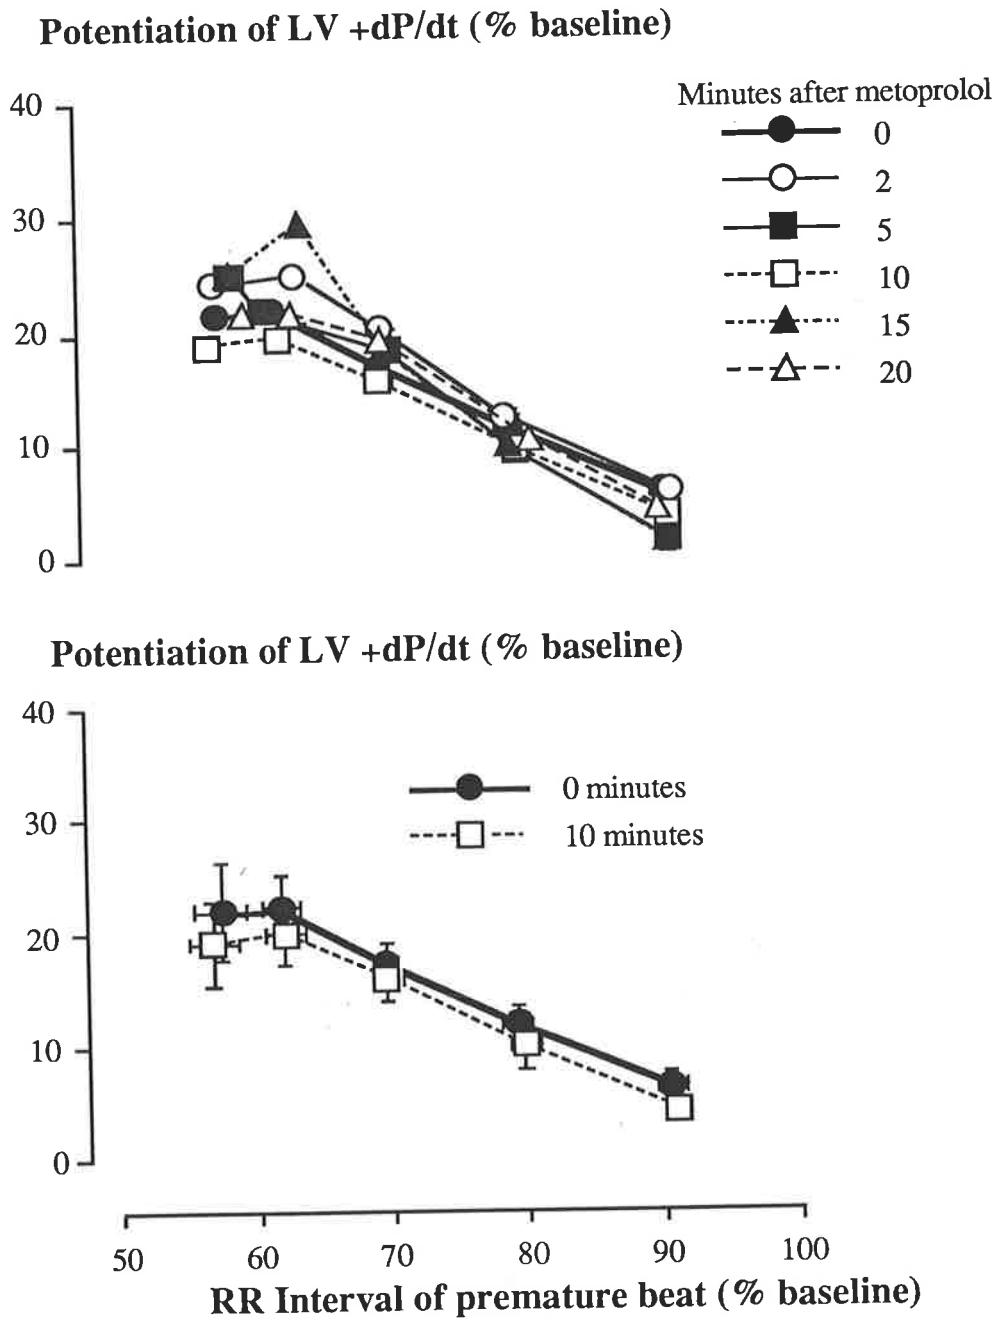 Potentiation of LV +dP/dt (% baseline)
40
30
20
10
0
Minutes after metoprolol
0
2
5
10
15
20
Potentiation of LV +dP/dt (% baseline)
40
30
20
10
0
0 minutes
10 minutes
50 60 70 80 90 100
RR Interval of premature beat (% baseline)